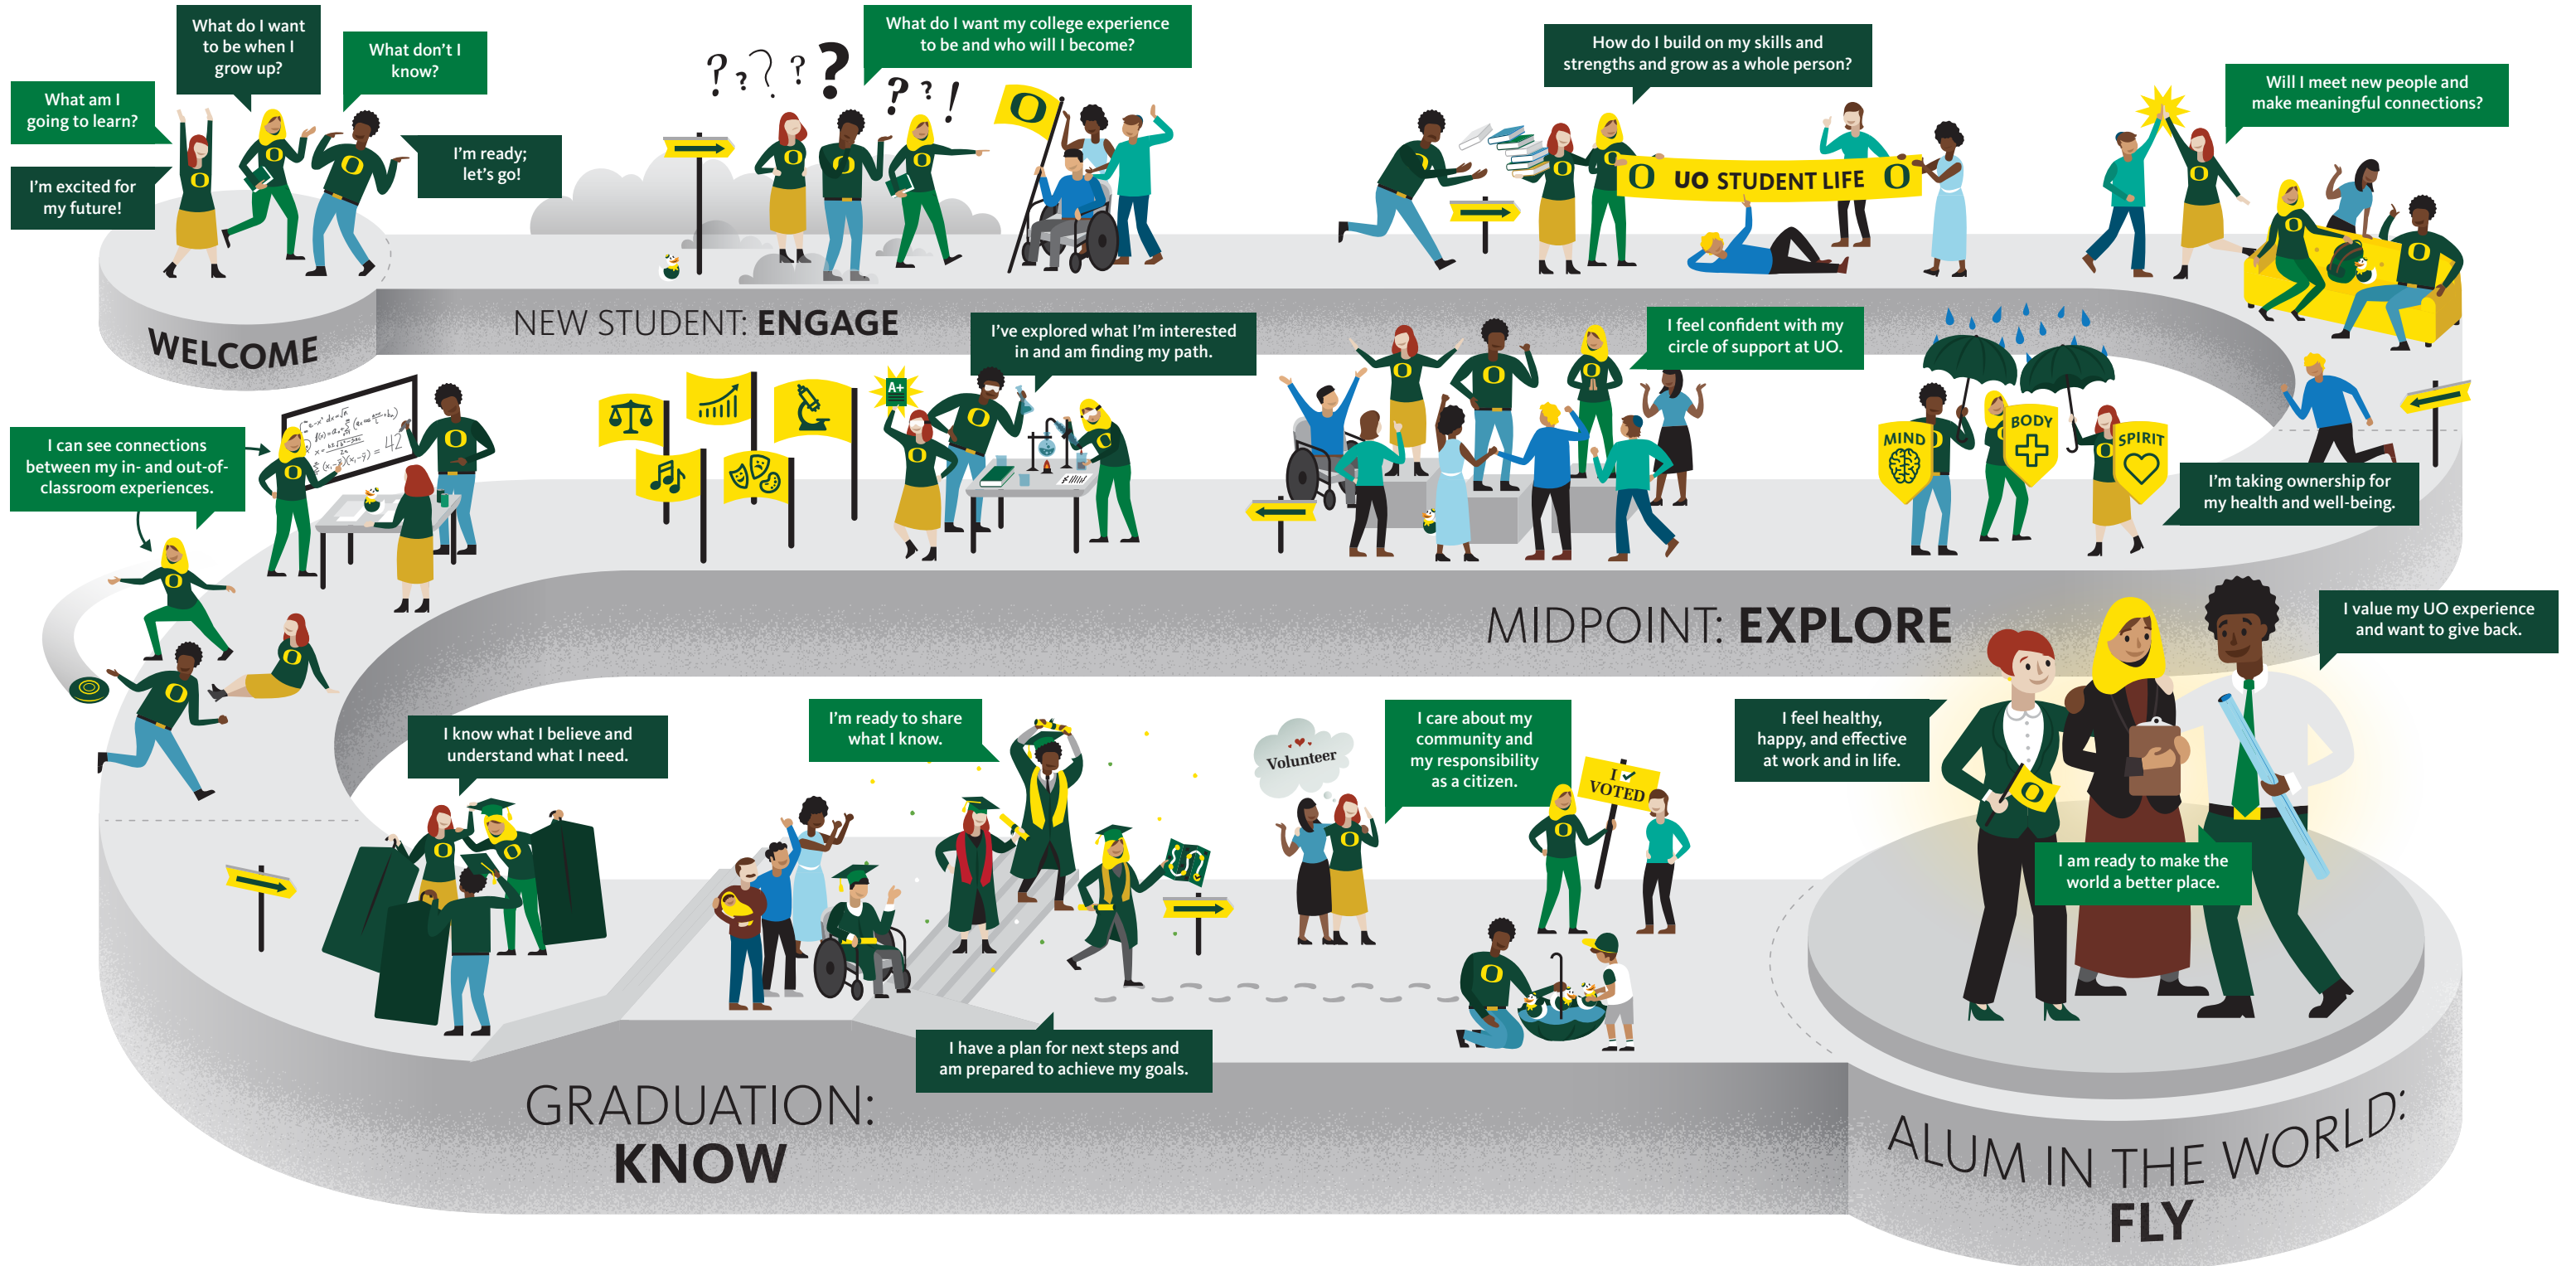 What do I want
to be when I
grow up?
What don't I
know?
What am I
going to learn?
I'm excited for
my future!
I'm ready;
let's go!
WELCOME
What do I want my college experience
to be and who will I become?
? ? ? ? ? ? ? !
O
NEW STUDENT: ENGAGE
How do I build on my skills and
strengths and grow as a whole person?
O UO STUDENT LIFE O
Will I meet new people and
make meaningful connections?
I'm taking ownership for
my health and well-being.
MIND
BODY
SPIRIT
I feel confident with my
circle of support at UO.
I've explored what I'm interested
in and am finding my path.
A+
MIDPOINT: EXPLORE
I can see connections
between my in- and out-of-
classroom experiences.
= 42
I know what I believe and
understand what I need.
I'm ready to share
what I know.
I have a plan for next steps and
am prepared to achieve my goals.
GRADUATION:
KNOW
Volunteer
I care about my
community and
my responsibility
as a citizen.
I
VOTED
I feel healthy,
happy, and effective
at work and in life.
I value my UO experience
and want to give back.
O
I am ready to make the
world a better place.
ALUM IN THE WORLD:
FLY